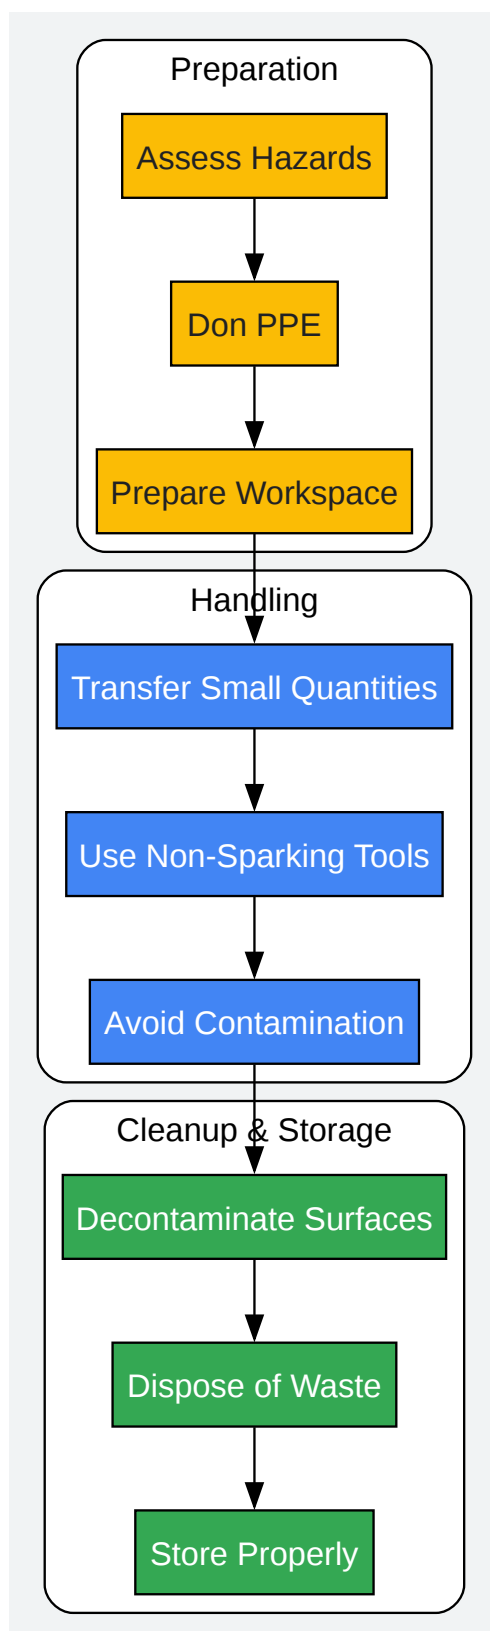 Preparation
Assess Hazards
Don PPE
Prepare Workspace
Handling
Transfer Small Quantities
Use Non-Sparking Tools
Avoid Contamination
Cleanup & Storage
Decontaminate Surfaces
Dispose of Waste
Store Properly